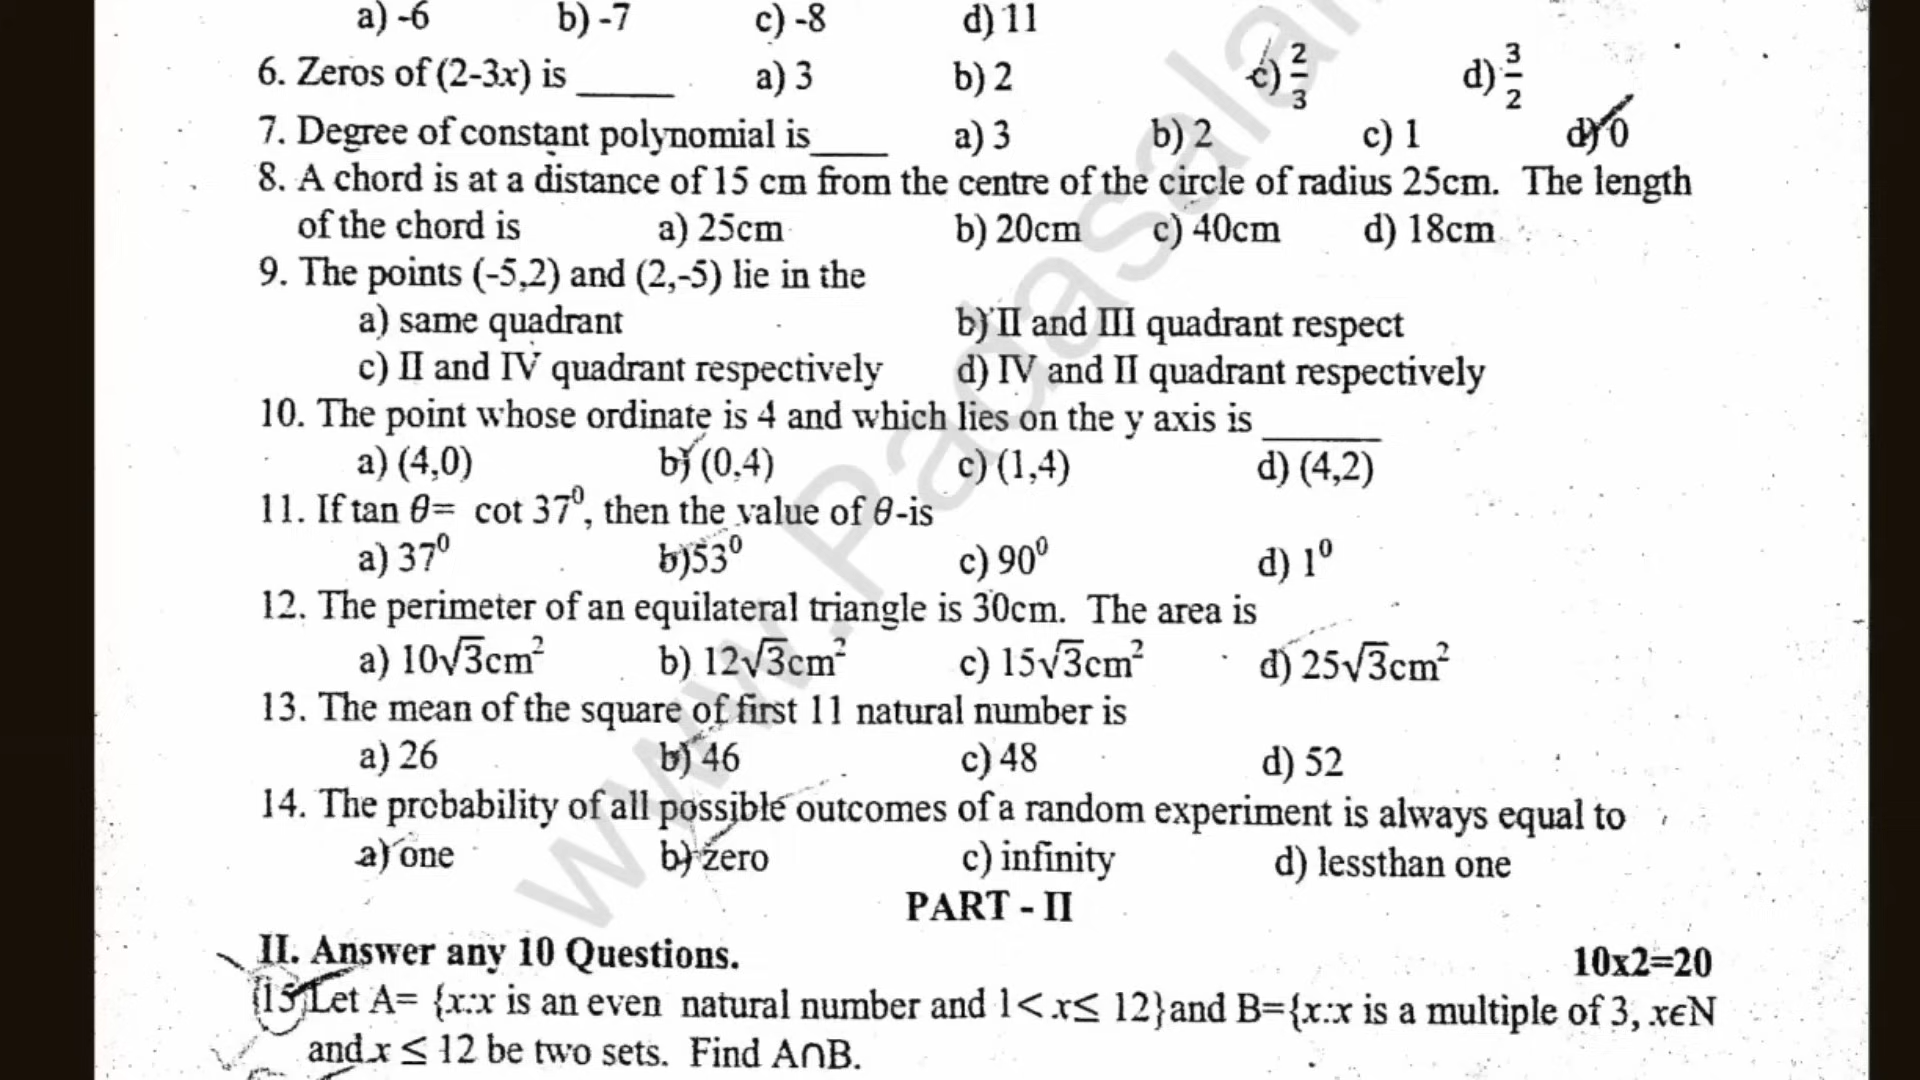 a) -6 b) -7 c) -8 d) 11
6. Zeros of (2-3x) is _____ a) 3 b) 2 c) 2/3 d) 3/2
7. Degree of constant polynomial is____ a) 3 b) 2 c) 1 d) 0
8. A chord is at a distance of 15 cm from the centre of the circle of radius 25cm. The length
of the chord is a) 25cm b) 20cm c) 40cm d) 18cm
9. The points (-5,2) and (2,-5) lie in the
a) same quadrant b) II and III quadrant respect
c) II and IV quadrant respectively d) IV and II quadrant respectively
10. The point whose ordinate is 4 and which lies on the y axis is ______
a) (4,0) b) (0,4) c) (1,4) d) (4,2)
11. If tan θ= cot 37⁰, then the value of θ-is
a) 37⁰ b)53⁰ c) 90⁰ d) 1⁰
12. The perimeter of an equilateral triangle is 30cm. The area is
a) 10√3cm² b) 12√3cm² c) 15√3cm² d) 25√3cm²
13. The mean of the square of first 11 natural number is
a) 26 b) 46 c) 48 d) 52
14. The probability of all possible outcomes of a random experiment is always equal to
a) one b) zero c) infinity d) lessthan one
PART - II
II. Answer any 10 Questions. 10x2=20
15 Let A= {x:x is an even natural number and 1< x≤ 12}and B={x:x is a multiple of 3, xϵN
and x ≤ 12 be two sets. Find A∩B.
www.Padasalai